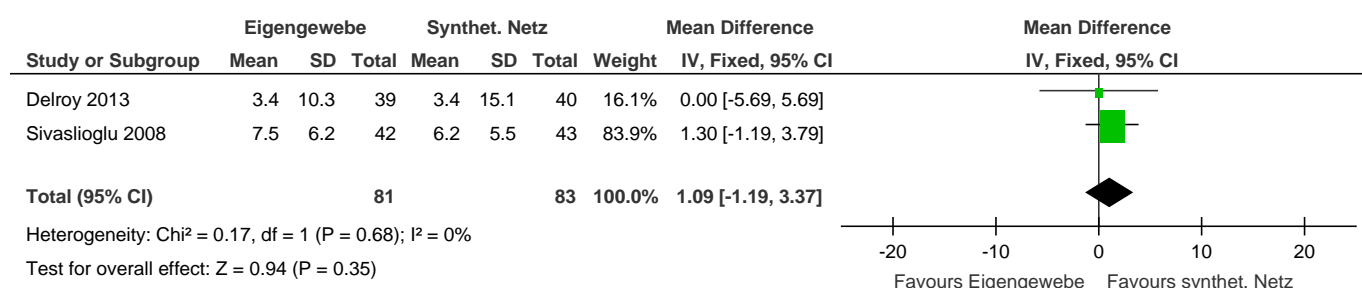 Eigengewebe Synthet. Netz Mean Difference Mean Difference
Study or Subgroup Mean SD Total Mean SD Total Weight IV, Fixed, 95% CI IV, Fixed, 95% CI
Delroy 2013 3.4 10.3 39 3.4 15.1 40 16.1% 0.00 [-5.69, 5.69]
Sivaslioglu 2008 7.5 6.2 42 6.2 5.5 43 83.9% 1.30 [-1.19, 3.79]
Total (95% CI) 81 83 100.0% 1.09 [-1.19, 3.37]
Heterogeneity: Chi² = 0.17, df = 1 (P = 0.68); I² = 0%
Test for overall effect: Z = 0.94 (P = 0.35)
-20 -10 0 10 20
Favours Eigengewebe Favours synthet. Netz